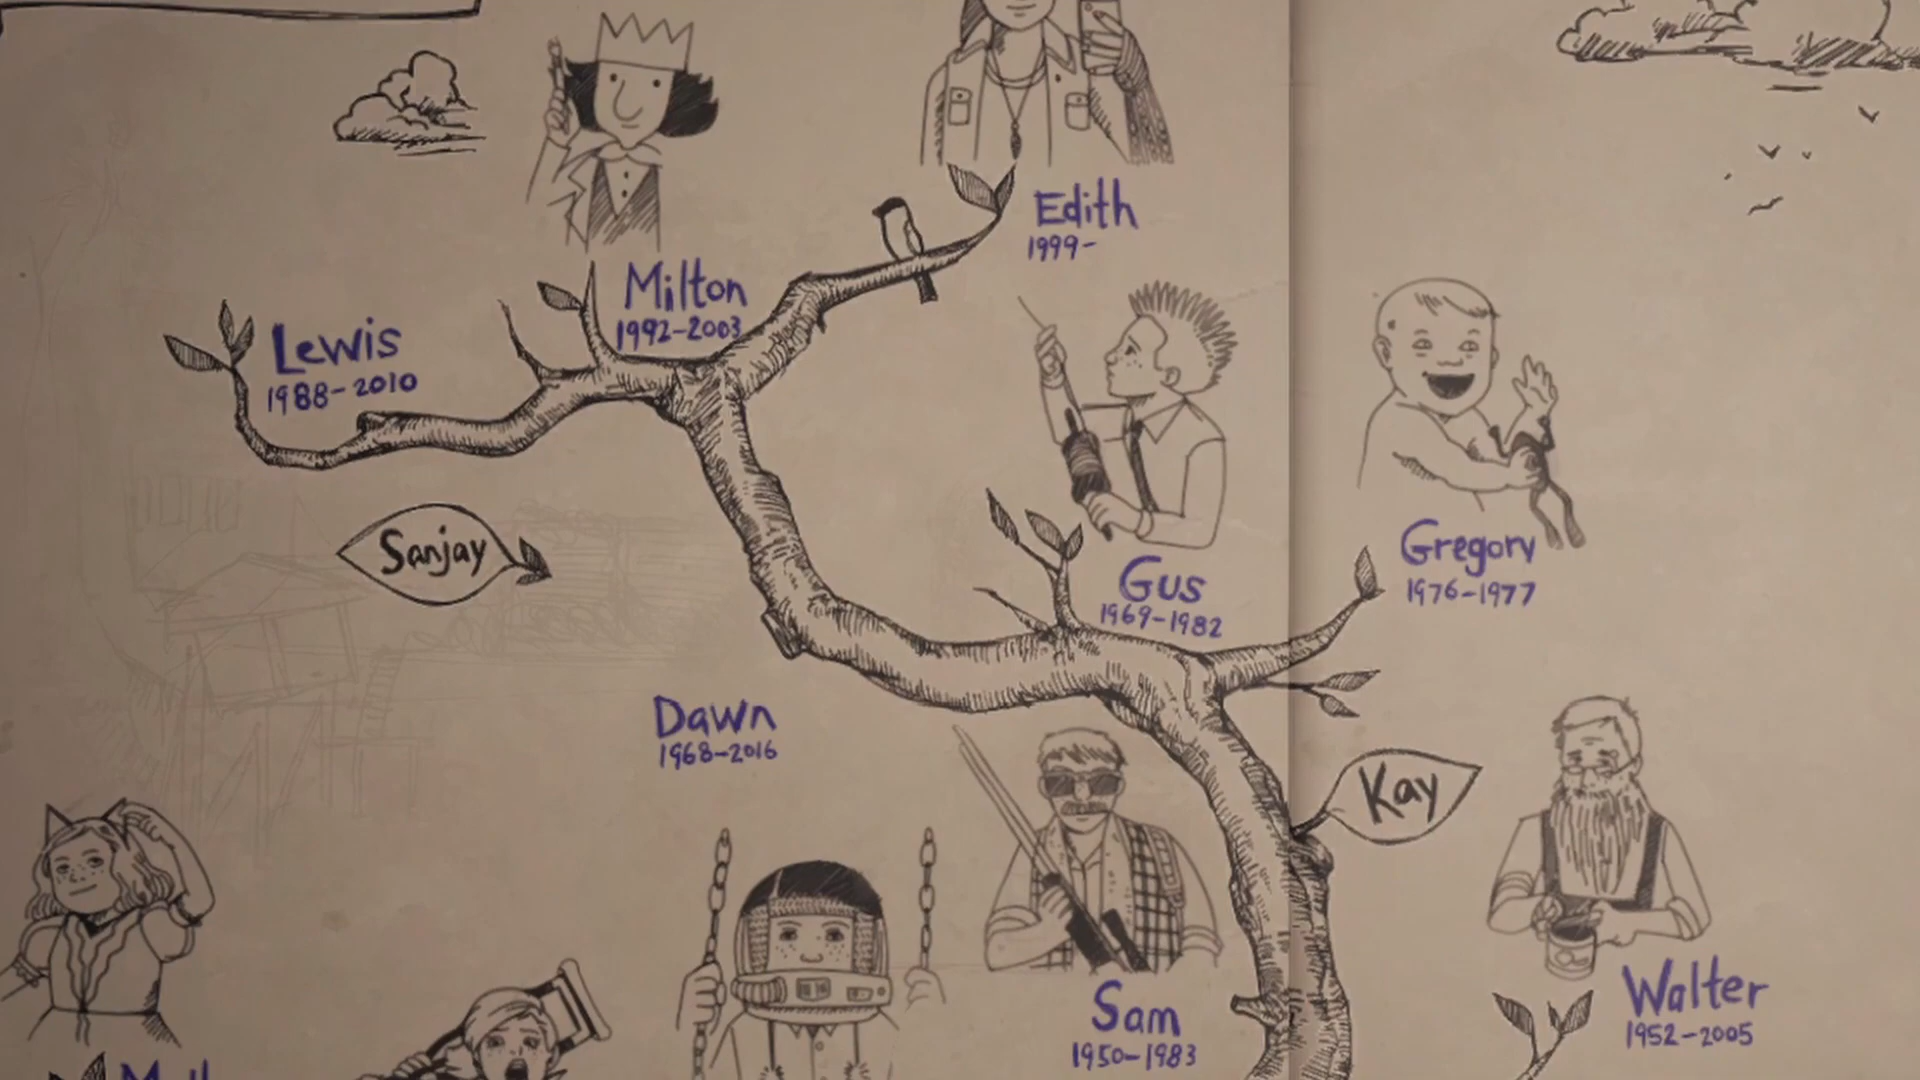 Edith
1999-
Milton
1992-2003
Lewis
1988-2010
Sanjay
Gus
1969-1982
Gregory
1976-1977
Dawn
1968-2016
Kay
Sam
1950-1983
Walter
1952-2005